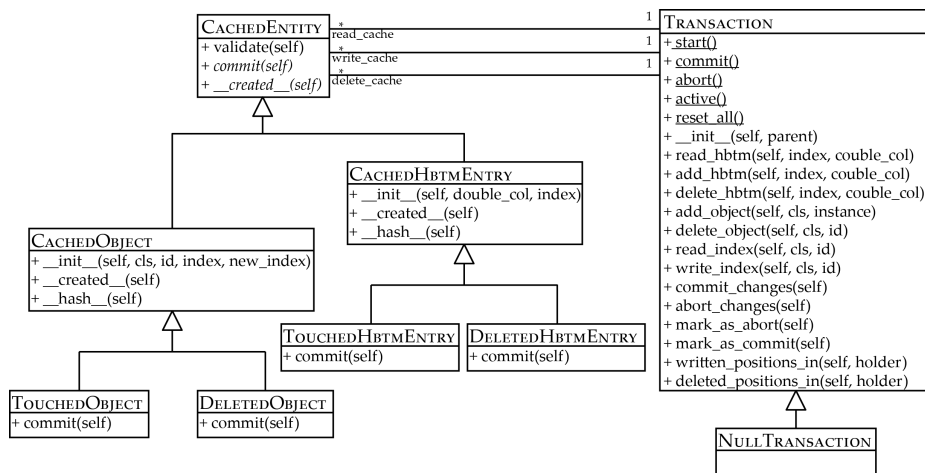 CachedEntity
+ validate(self)
+ commit(self)
+ __created__(self)
* 1
read_cache
* 1
write_cache
* 1
delete_cache
Transaction
+ start()
+ commit()
+ abort()
+ active()
+ reset_all()
+ __init__(self, parent)
+ read_hbtm(self, index, couble_col)
+ add_hbtm(self, index, couble_col)
+ delete_hbtm(self, index, couble_col)
+ add_object(self, cls, instance)
+ delete_object(self, cls, id)
+ read_index(self, cls, id)
+ write_index(self, cls, id)
+ commit_changes(self)
+ abort_changes(self)
+ mark_as_abort(self)
+ mark_as_commit(self)
+ written_positions_in(self, holder)
+ deleted_positions_in(self, holder)
CachedHbtmEntry
+ __init__(self, double_col, index)
+ __created__(self)
+ __hash__(self)
CachedObject
+ __init__(self, cls, id, index, new_index)
+ __created__(self)
+ __hash__(self)
TouchedHbtmEntry
+ commit(self)
DeletedHbtmEntry
+ commit(self)
TouchedObject
+ commit(self)
DeletedObject
+ commit(self)
NullTransaction